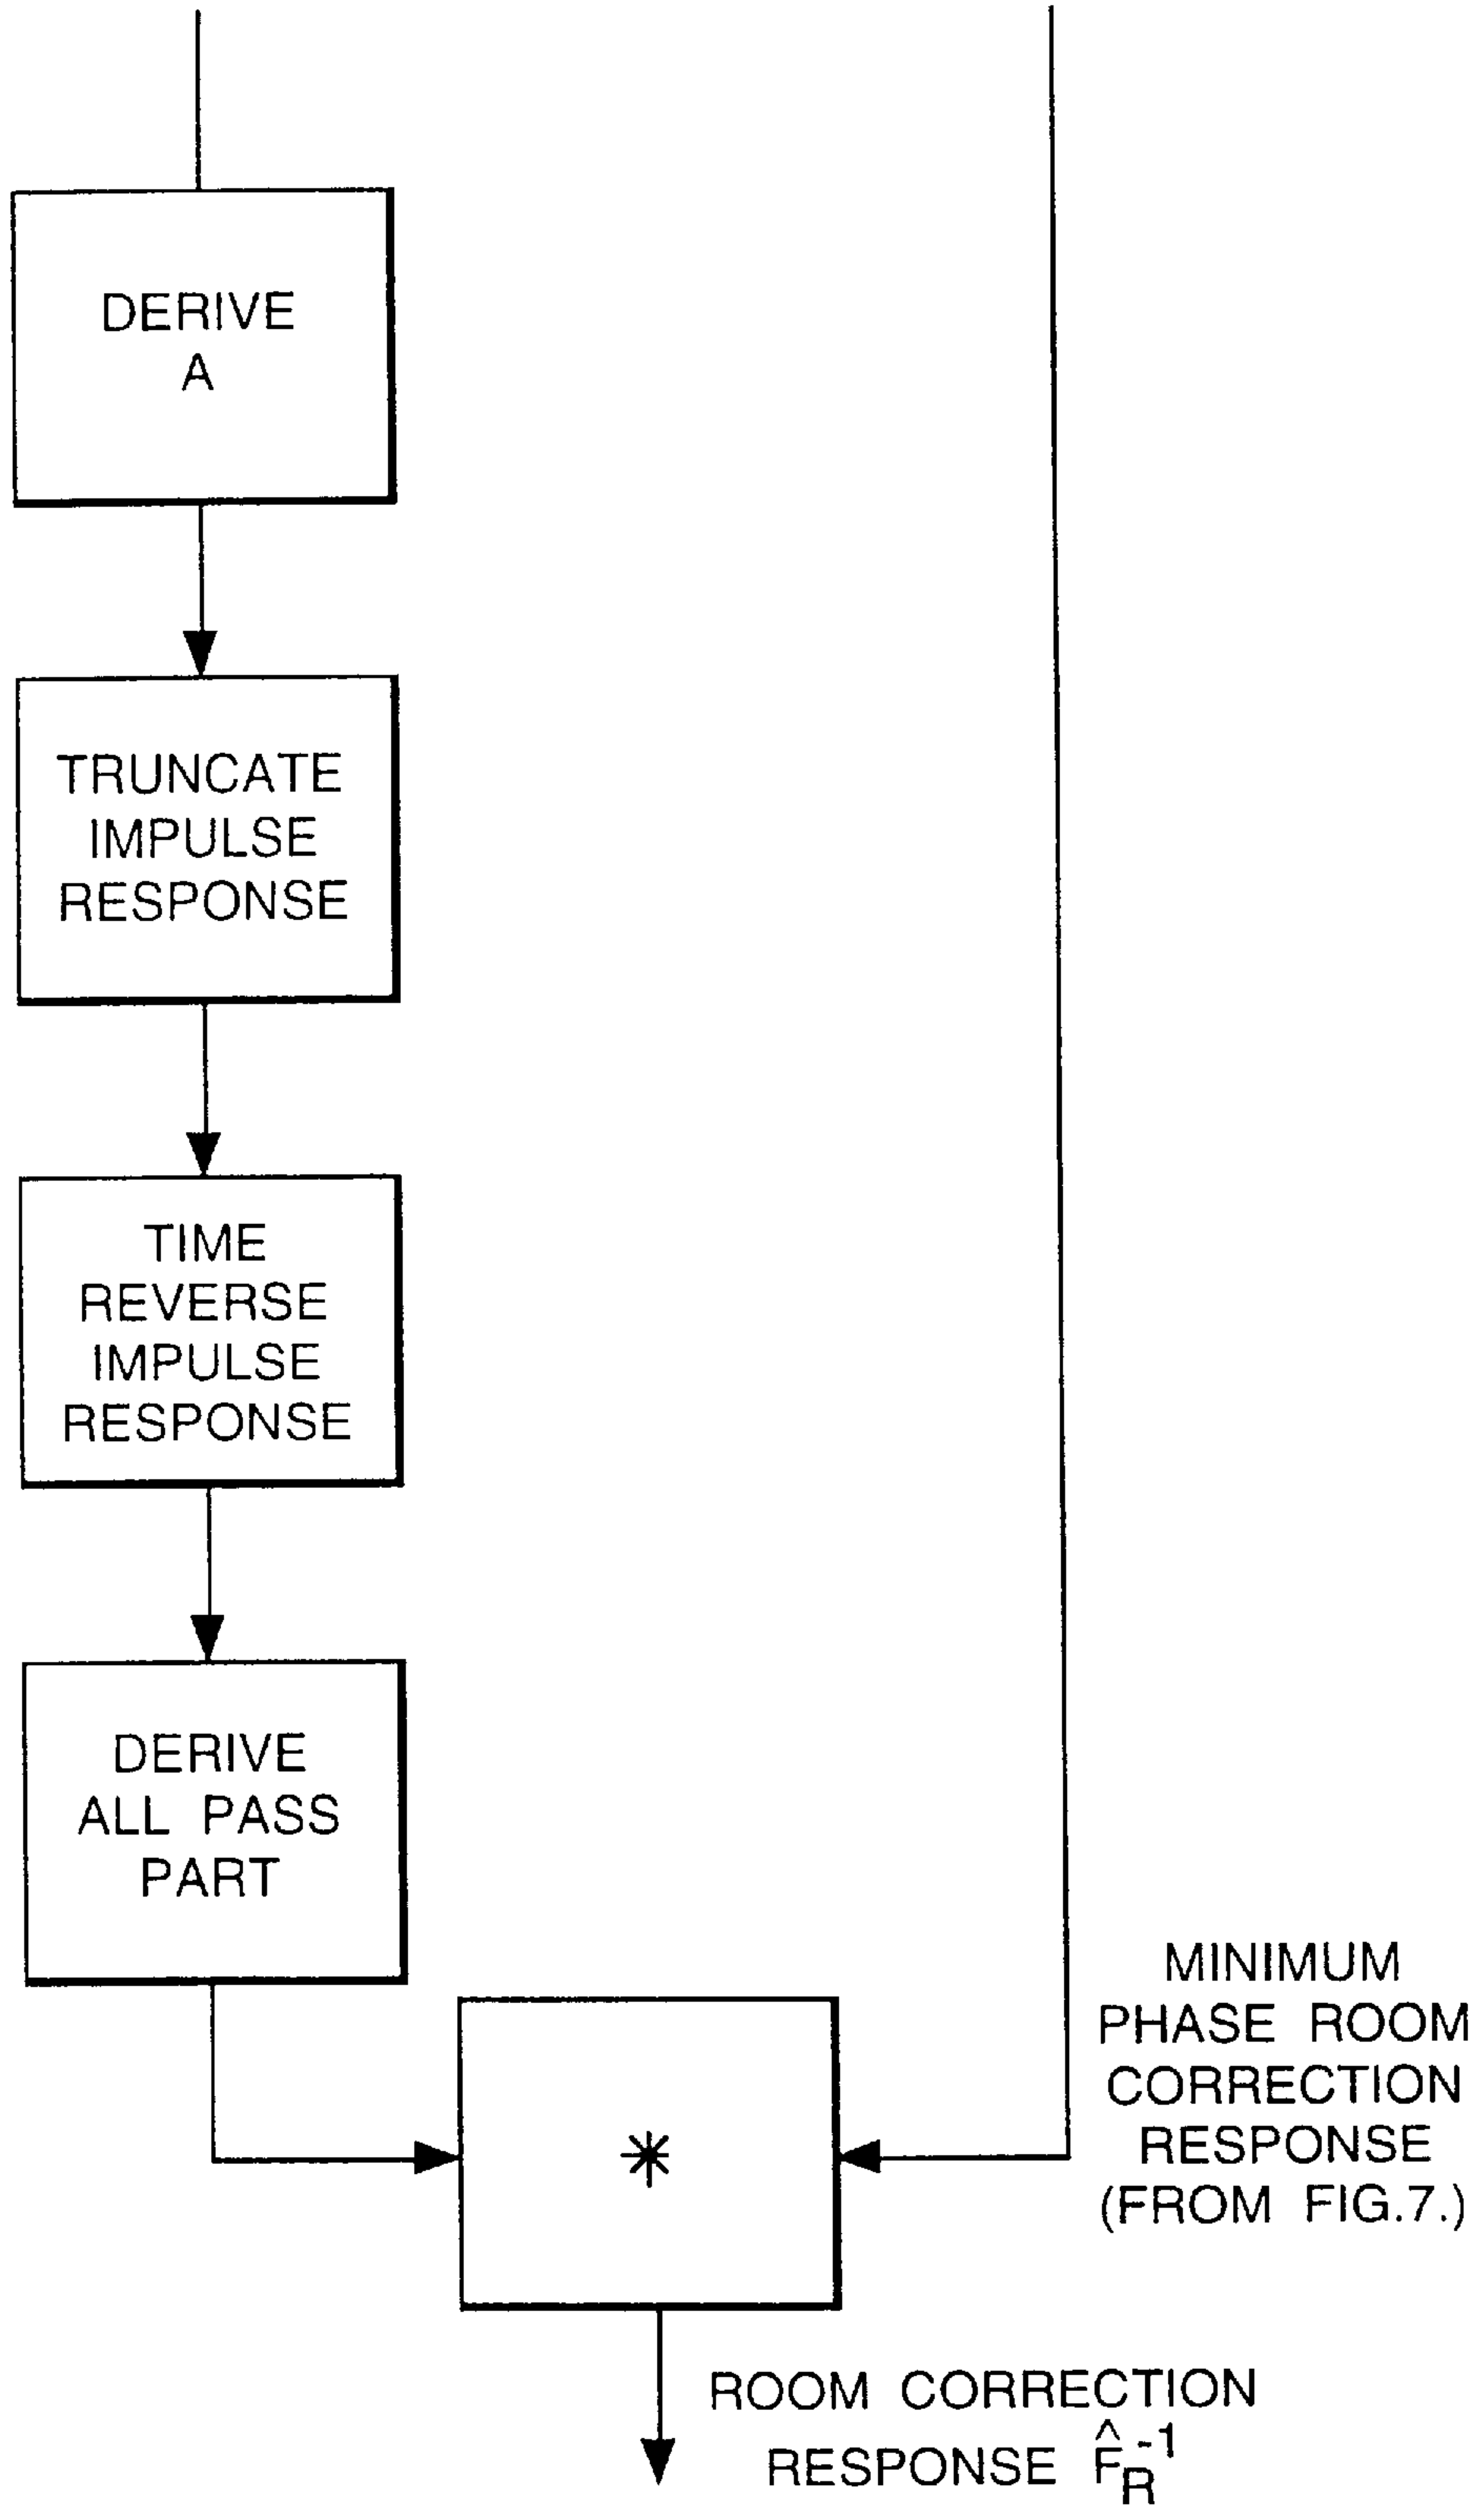 DERIVE
A
TRUNCATE
IMPULSE
RESPONSE
TIME
REVERSE
IMPULSE
RESPONSE
DERIVE
ALL PASS
PART
MINIMUM
PHASE ROOM
CORRECTION
RESPONSE
(FROM FIG.7.)
*
ROOM CORRECTION
RESPONSE F̂_R^-1